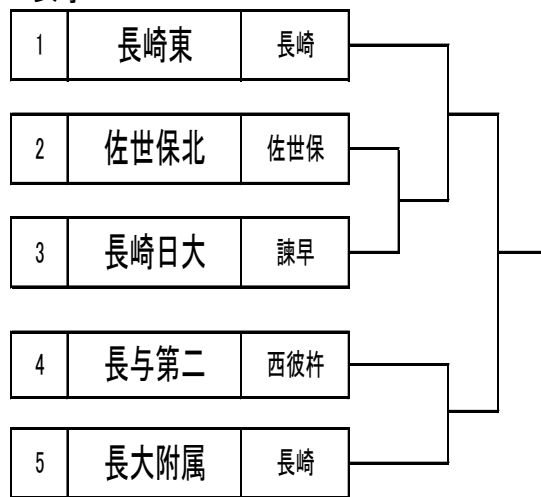 1 長崎東 長崎
2 佐世保北 佐世保
3 長崎日大 諫早
4 長与第二 西彼杵
5 長大附属 長崎